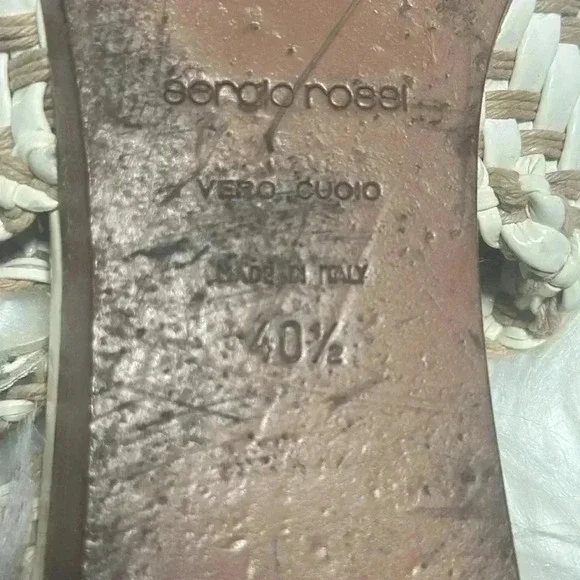 sergio rossi
VERO CUOIO
MADE IN ITALY
40½